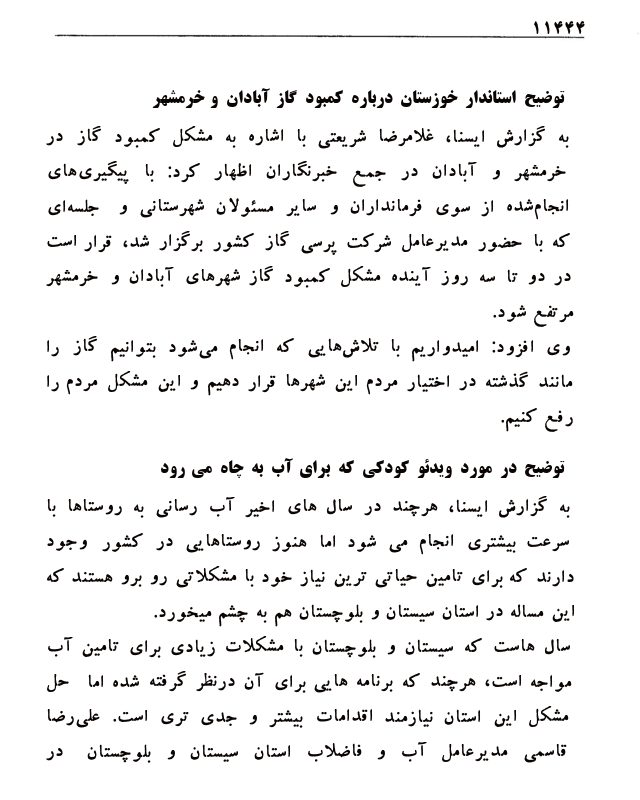 ۱۱۴۴۴
توضیح استاندار خوزستان درباره کمبود گاز آبادان و خرمشهر
به گزارش ایسنا، غلامرضا شریعتی با اشاره به مشکل کمبود گاز در
خرمشهر و آبادان در جمع خبرنگاران اظهار کرد: با پیگیری‌های
انجام‌شده از سوی فرمانداران و سایر مسئولان شهرستانی و جلسه‌ای
که با حضور مدیرعامل شرکت پرسی گاز کشور برگزار شد، قرار است
در دو تا سه روز آینده مشکل کمبود گاز شهرهای آبادان و خرمشهر
مرتفع شود.
وی افزود: امیدواریم با تلاش‌هایی که انجام می‌شود بتوانیم گاز را
مانند گذشته در اختیار مردم این شهرها قرار دهیم و این مشکل مردم را
رفع کنیم.
توضیح در مورد ویدئو کودکی که برای آب به چاه می رود
به گزارش ایسنا، هرچند در سال های اخیر آب رسانی به روستاها با
سرعت بیشتری انجام می شود اما هنوز روستاهایی در کشور وجود
دارند که برای تامین حیاتی ترین نیاز خود با مشکلاتی رو برو هستند که
این مساله در استان سیستان و بلوچستان هم به چشم میخورد.
سال هاست که سیستان و بلوچستان با مشکلات زیادی برای تامین آب
مواجه است، هرچند که برنامه هایی برای آن درنظر گرفته شده اما حل
مشکل این استان نیازمند اقدامات بیشتر و جدی تری است. علی‌رضا
قاسمی مدیرعامل آب و فاضلاب استان سیستان و بلوچستان در